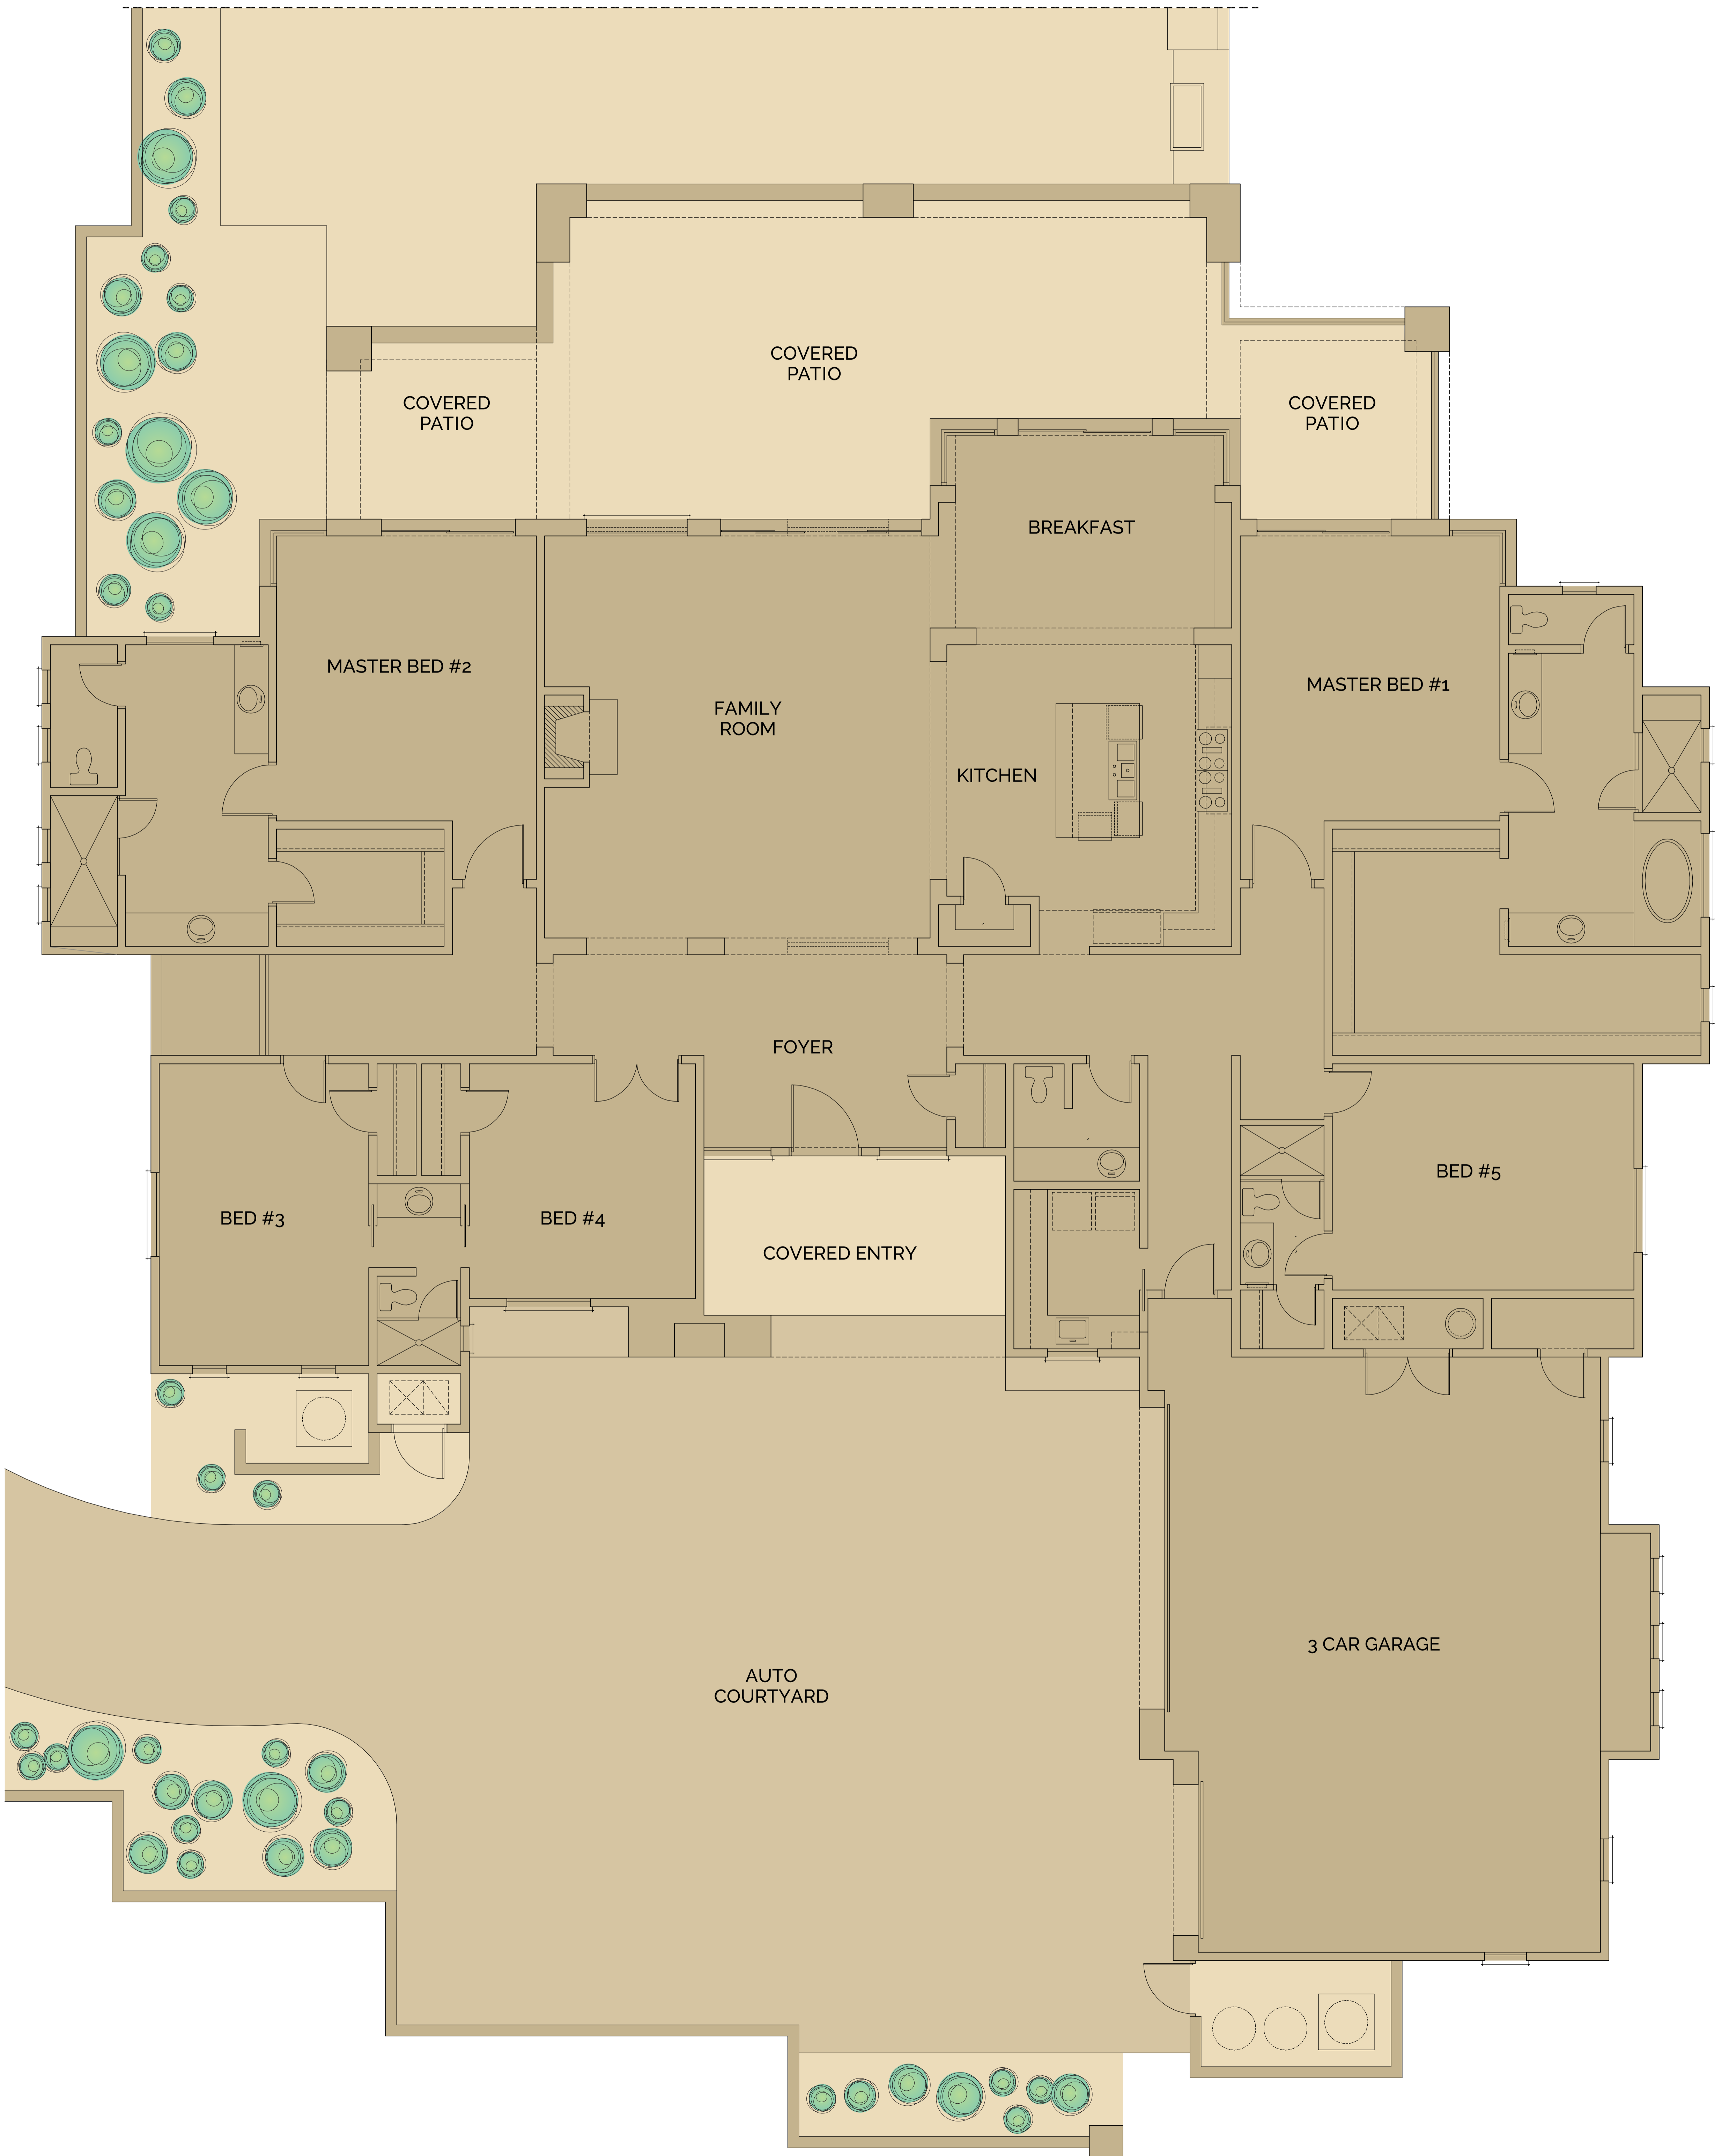 COVERED
PATIO
COVERED
PATIO
COVERED
PATIO
BREAKFAST
MASTER BED #2
MASTER BED #1
FAMILY
ROOM
KITCHEN
FOYER
BED #5
BED #3
BED #4
COVERED ENTRY
3 CAR GARAGE
AUTO
COURTYARD